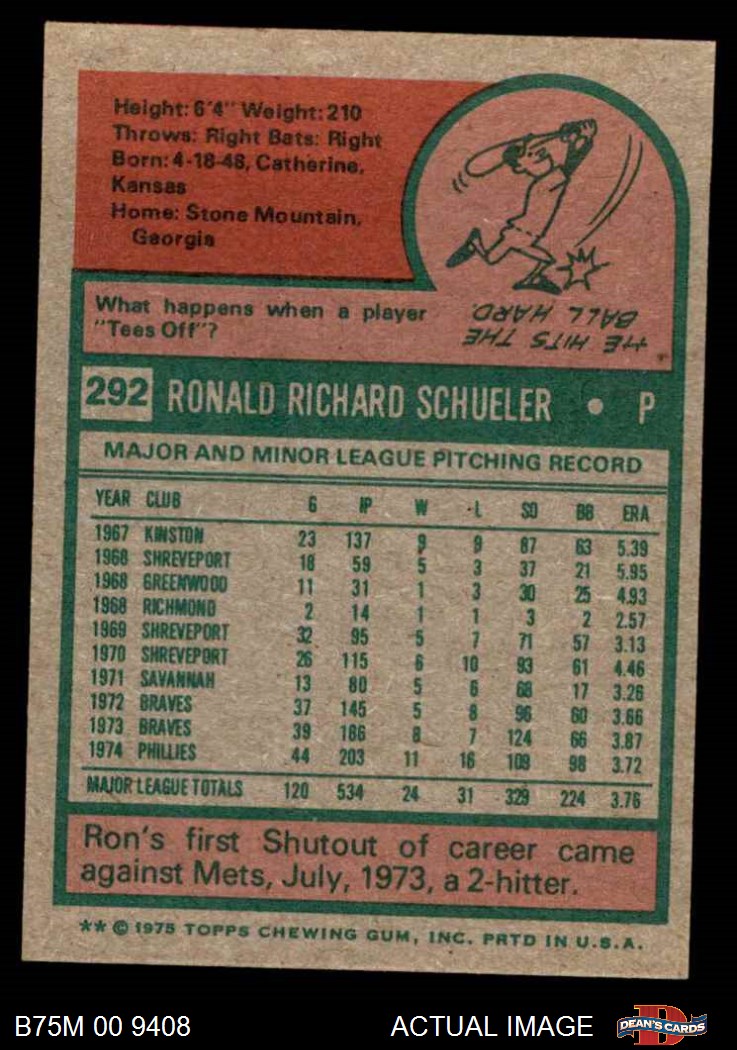 Height: 6'4" Weight: 210
Throws: Right Bats: Right
Born: 4-18-48, Catherine,
Kansas
Home: Stone Mountain,
Georgia
What happens when a player
"Tees Off"?
HE HITS THE
BALL HARD.
292 RONALD RICHARD SCHUELER • P
MAJOR AND MINOR LEAGUE PITCHING RECORD
YEAR CLUB G IP W L SO BB ERA
1967 KINSTON 23 137 9 9 87 63 5.39
1968 SHREVEPORT 18 59 5 3 37 21 5.95
1968 GREENWOOD 11 31 1 3 30 25 4.93
1968 RICHMOND 2 14 1 1 3 2 2.57
1969 SHREVEPORT 32 95 5 7 71 57 3.13
1970 SHREVEPORT 26 115 6 10 93 61 4.46
1971 SAVANNAH 13 80 5 6 68 17 3.26
1972 BRAVES 37 145 5 8 96 60 3.66
1973 BRAVES 39 186 8 7 124 66 3.87
1974 PHILLIES 44 203 11 16 109 98 3.72
MAJOR LEAGUE TOTALS 120 534 24 31 329 224 3.76
Ron's first Shutout of career came
against Mets, July, 1973, a 2-hitter.
** © 1975 TOPPS CHEWING GUM, INC. PRTD IN U.S.A.
B75M 00 9408 ACTUAL IMAGE D DEAN'S CARDS